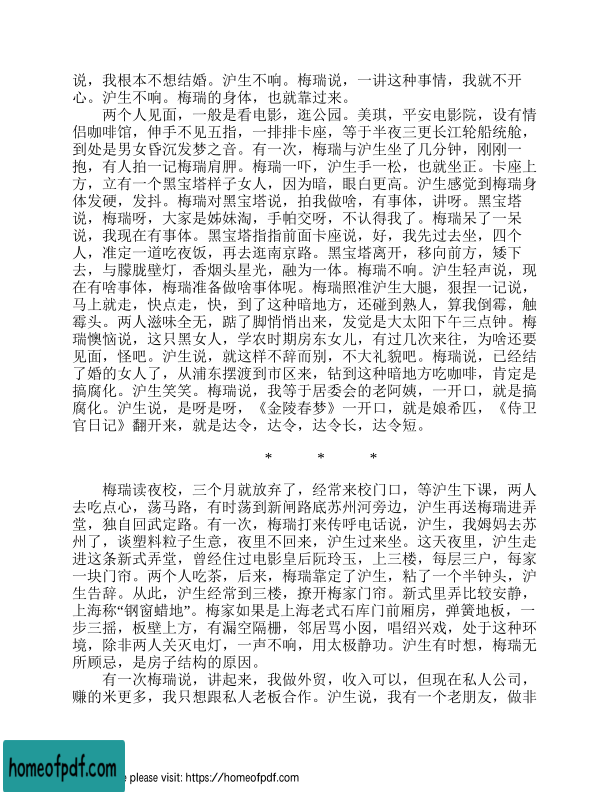 说，我根本不想结婚。沪生不响。梅瑞说，一讲这种事情，我就不开
心。沪生不响。梅瑞的身体，也就靠过来。
两个人见面，一般是看电影，逛公园。美琪，平安电影院，设有情
侣咖啡馆，伸手不见五指，一排排卡座，等于半夜三更长江轮船统舱，
到处是男女昏沉发梦之音。有一次，梅瑞与沪生坐了几分钟，刚刚一
抱，有人拍一记梅瑞肩胛。梅瑞一吓，沪生手一松，也就坐正。卡座上
方，立有一个黑宝塔样子女人，因为暗，眼白更高。沪生感觉到梅瑞身
体发硬，发抖。梅瑞对黑宝塔说，拍我做啥，有事体，讲呀。黑宝塔
说，梅瑞呀，大家是姊妹淘，手帕交呀，不认得我了。梅瑞呆了一呆
说，我现在有事体。黑宝塔指指前面卡座说，好，我先过去坐，四个
人，准定一道吃夜饭，再去逛南京路。黑宝塔离开，移向前方，矮下
去，与朦胧壁灯，香烟头星光，融为一体。梅瑞不响。沪生轻声说，现
在有啥事体，梅瑞准备做啥事体呢。梅瑞照准沪生大腿，狠捏一记说，
马上就走，快点走，快，到了这种暗地方，还碰到熟人，算我倒霉，触
霉头。两人滋味全无，踮了脚悄悄出来，发觉是大太阳下午三点钟。梅
瑞懊恼说，这只黑女人，学农时期房东女儿，有过几次来往，为啥还要
见面，怪吧。沪生说，就这样不辞而别，不大礼貌吧。梅瑞说，已经结
了婚的女人了，从浦东摆渡到市区来，钻到这种暗地方吃咖啡，肯定是
搞腐化。沪生笑笑。梅瑞说，我等于居委会的老阿姨，一开口，就是搞
腐化。沪生说，是呀是呀，《金陵春梦》一开口，就是娘希匹，《侍卫
官日记》翻开来，就是达令，达令，达令长，达令短。
* * *
梅瑞读夜校，三个月就放弃了，经常来校门口，等沪生下课，两人
去吃点心，荡马路，有时荡到新闸路底苏州河旁边，沪生再送梅瑞进弄
堂，独自回武定路。有一次，梅瑞打来传呼电话说，沪生，我姆妈去苏
州了，谈塑料粒子生意，夜里不回来，沪生过来坐。这天夜里，沪生走
进这条新式弄堂，曾经住过电影皇后阮玲玉，上三楼，每层三户，每家
一块门帘。两个人吃茶，后来，梅瑞靠定了沪生，粘了一个半钟头，沪
生告辞。从此，沪生经常到三楼，撩开梅家门帘。新式里弄比较安静，
上海称“钢窗蜡地”。梅家如果是上海老式石库门前厢房，弹簧地板，一
步三摇，板壁上方，有漏空隔栅，邻居骂小囡，唱绍兴戏，处于这种环
境，除非两人关灭电灯，一声不响，用太极静功。沪生有时想，梅瑞无
所顾忌，是房子结构的原因。
有一次梅瑞说，讲起来，我做外贸，收入可以，但现在私人公司，
赚的米更多，我只想跟私人老板合作。沪生说，我有一个老朋友，做非
homeofpdf.com
please visit: https://homeofpdf.com